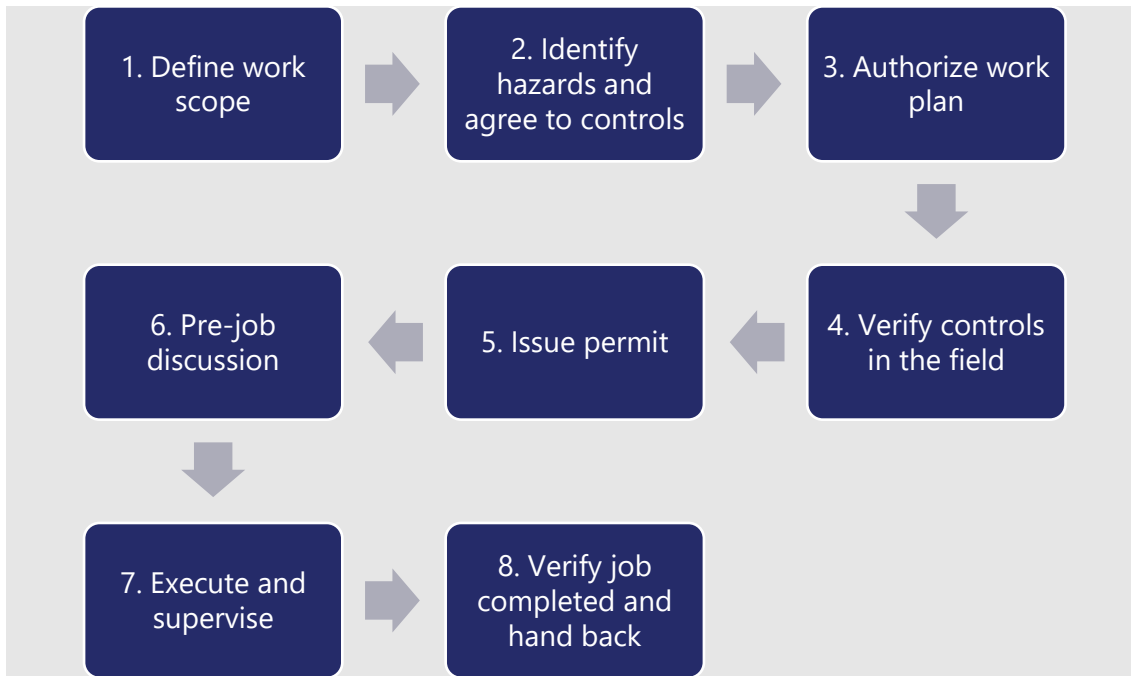 1. Define work
scope
2. Identify
hazards and
agree to controls
3. Authorize work
plan
4. Verify controls
in the field
5. Issue permit
6. Pre-job
discussion
7. Execute and
supervise
8. Verify job
completed and
hand back